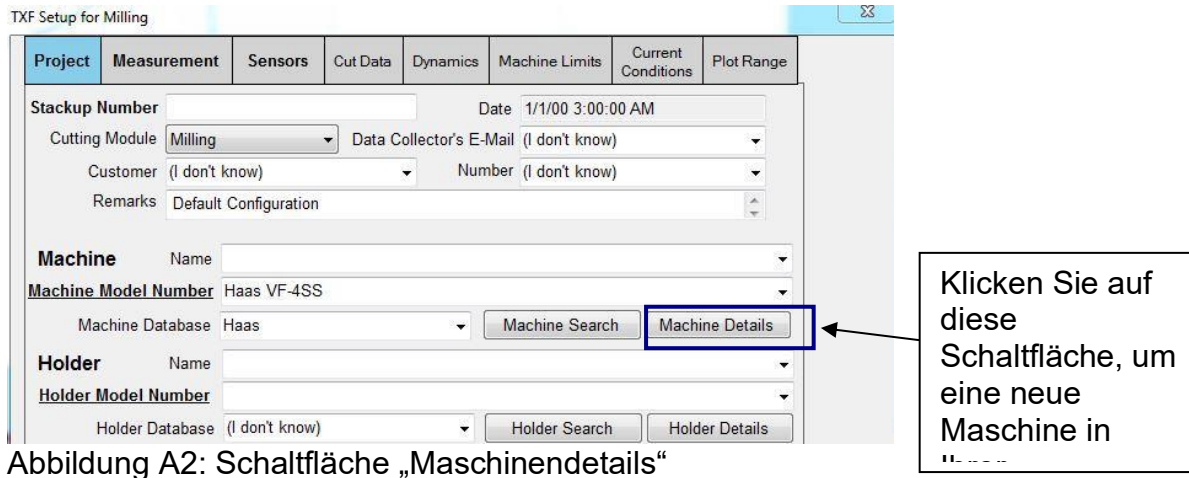 TXF Setup for Milling
Project Measurement Sensors Cut Data Dynamics Machine Limits Current Conditions Plot Range
Stackup Number Date 1/1/00 3:00:00 AM
Cutting Module Milling Data Collector's E-Mail (I don't know)
Customer (I don't know) Number (I don't know)
Remarks Default Configuration
Machine Name
Machine Model Number Haas VF-4SS
Machine Database Haas Machine Search Machine Details
Holder Name
Holder Model Number
Holder Database (I don't know) Holder Search Holder Details
Klicken Sie auf
diese
Schaltfläche, um
eine neue
Maschine in
Abbildung A2: Schaltfläche „Maschinendetails“